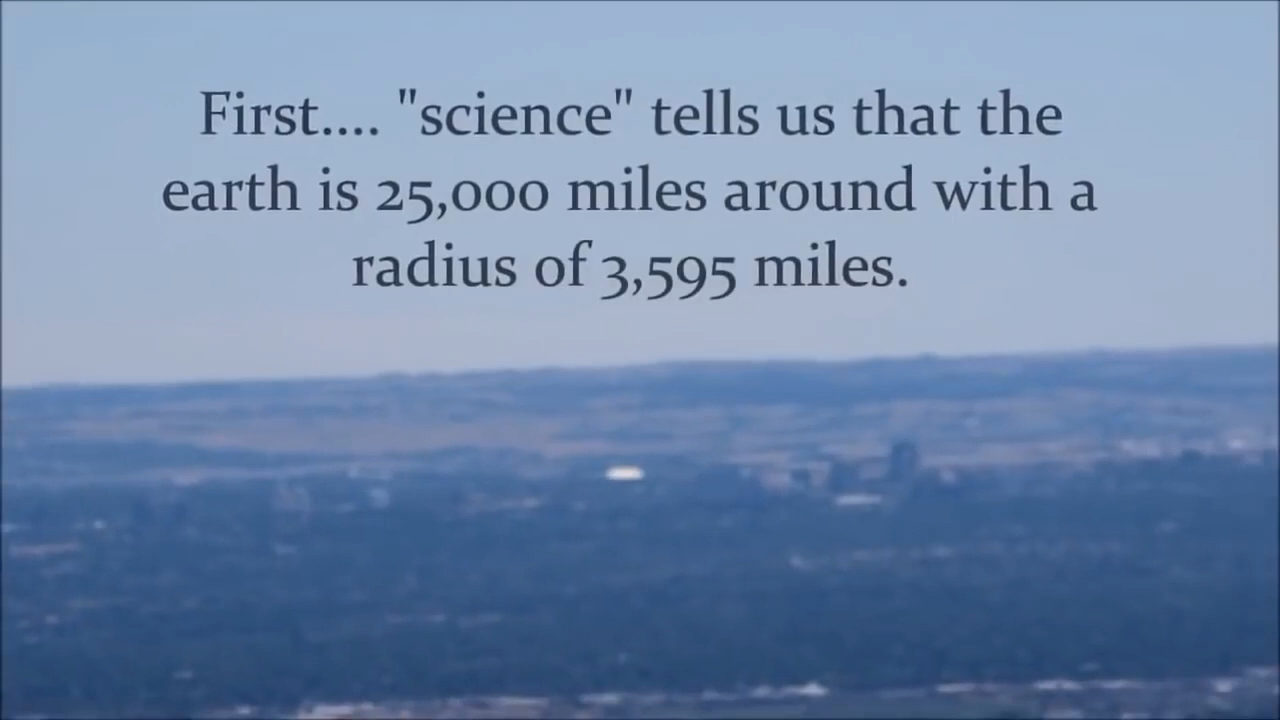 First.... "science" tells us that the
earth is 25,000 miles around with a
radius of 3,595 miles.